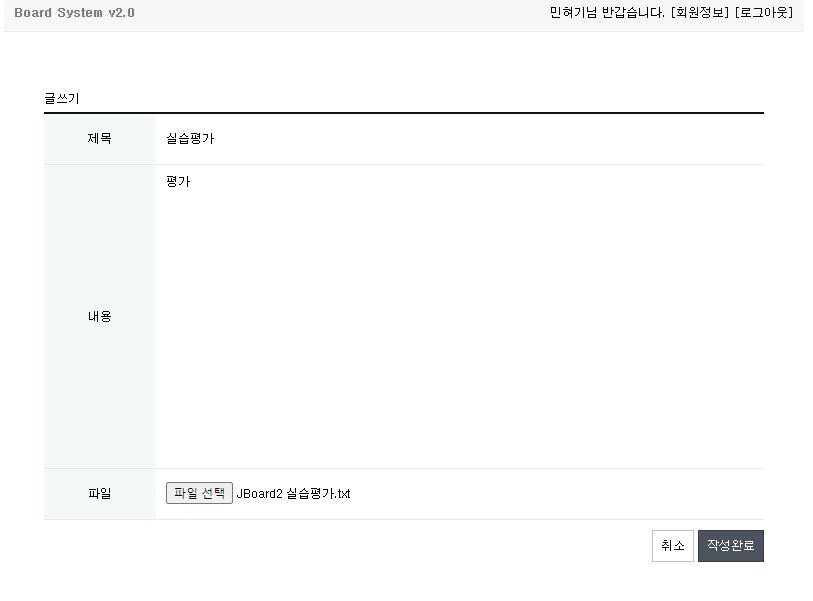 Board System v2.0
민혀기님 반갑습니다. [회원정보] [로그아웃]
글쓰기
제목
실습평가
내용
평가
파일
파일 선택 JBoard2 실습평가.txt
취소
작성완료